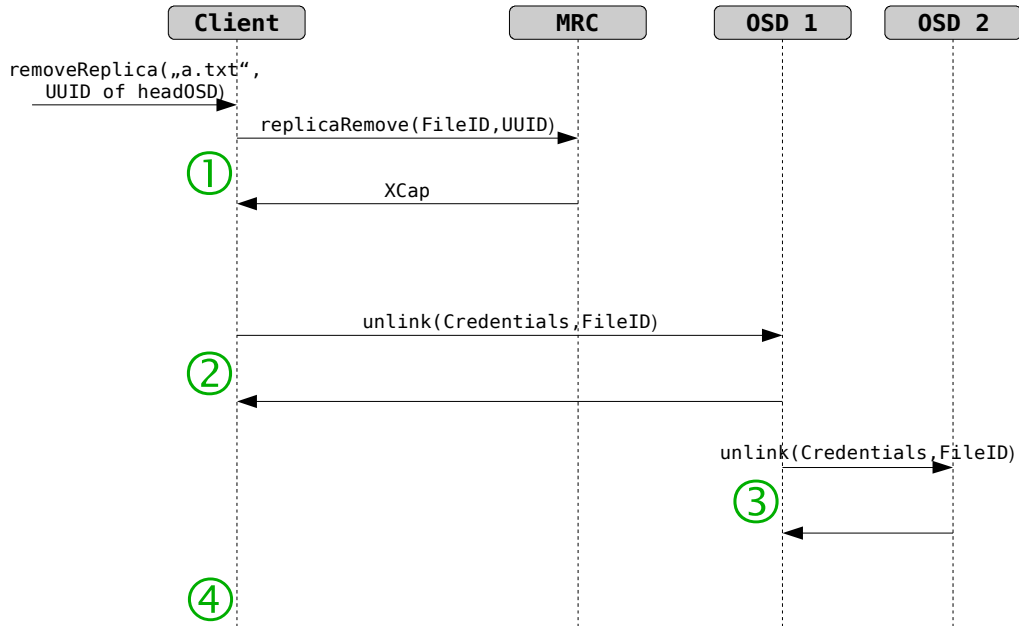 Client
MRC
OSD 1
OSD 2
removeReplica(„a.txt“,
UUID of headOSD)
replicaRemove(FileID,UUID)
①
XCap
unlink(Credentials,FileID)
②
unlink(Credentials,FileID)
③
④